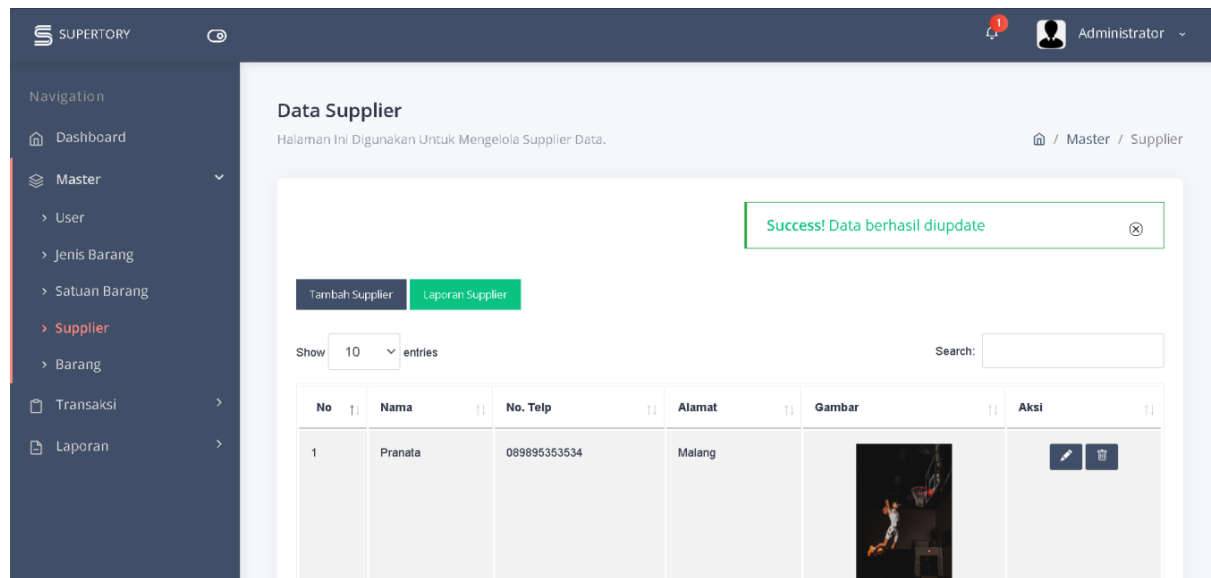 SUPERTORY
1
Administrator
Navigation
Dashboard
Master
User
Jenis Barang
Satuan Barang
Supplier
Barang
Transaksi
Laporan
Data Supplier
Halaman Ini Digunakan Untuk Mengelola Supplier Data.
/ Master / Supplier
Success! Data berhasil diupdate
Tambah Supplier Laporan Supplier
Show 10 entries
Search:
No Nama No. Telp Alamat Gambar Aksi
1 Pranata 089895353534 Malang